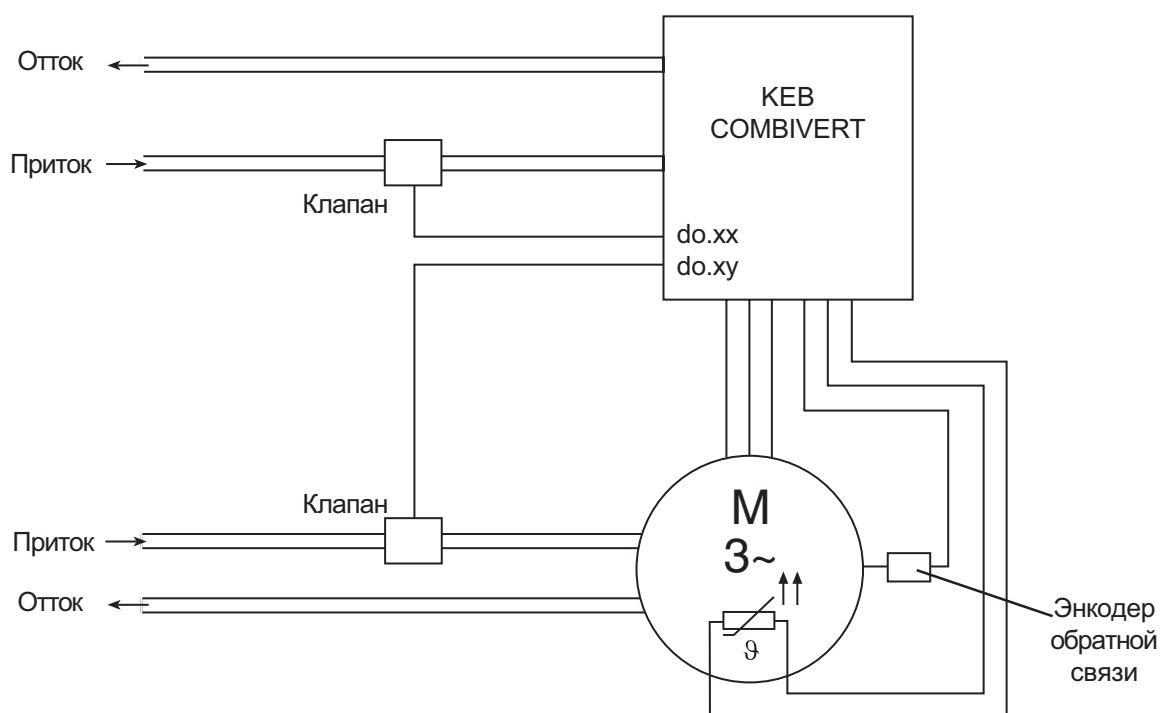 Отток
KEB
COMBIVERT
Приток
Клапан
do.xx
do.xy
Клапан
Приток
Отток
M
3~
ϑ
Энкодер
обратной
связи